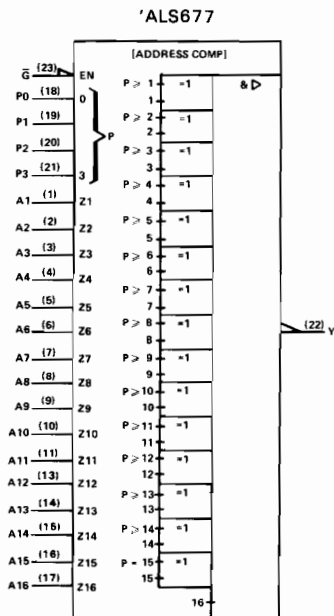 'ALS677
[ADDRESS COMP]
G (23) EN
P0 (18) 0
P1 (19)
P
P2 (20)
P3 (21) 3
A1 (1) Z1
A2 (2) Z2
A3 (3) Z3
A4 (4) Z4
A5 (5) Z5
A6 (6) Z6
A7 (7) Z7
A8 (8) Z8
A9 (9) Z9
A10 (10) Z10
A11 (11) Z11
A12 (13) Z12
A13 (14) Z13
A14 (15) Z14
A15 (16) Z15
A16 (17) Z16
P ⩾ 1 =1
1
P ⩾ 2 =1
2
P ⩾ 3 =1
3
P ⩾ 4 =1
4
P ⩾ 5 =1
5
P ⩾ 6 =1
6
P ⩾ 7 =1
7
P ⩾ 8 =1
8
P ⩾ 9 =1
9
P ⩾ 10 =1
10
P ⩾ 11 =1
11
P ⩾ 12 =1
12
P ⩾ 13 =1
13
P ⩾ 14 =1
14
P = 15 =1
15
16
& ▷
(22) Y